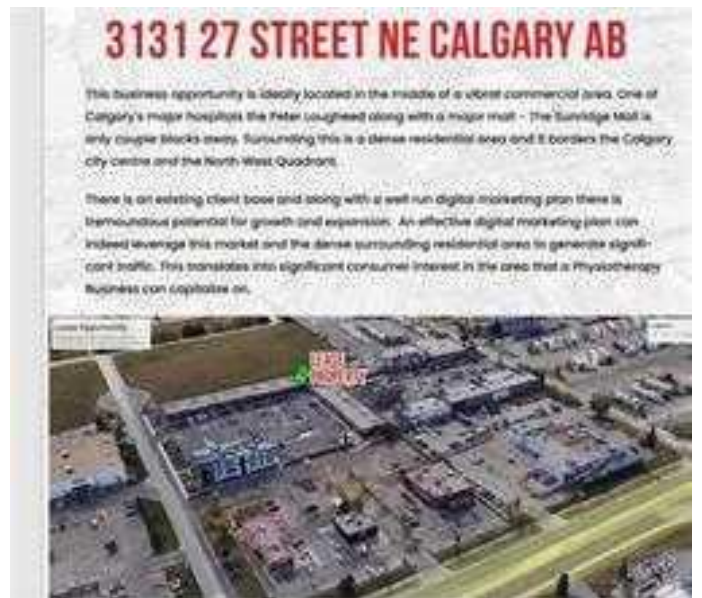 3131 27 STREET NE CALGARY AB
This business opportunity is ideally located in the middle of a vibrat commercial area. One of
Calgary's major hospitals the Peter Lougheed along with a major mall - The Sunridge Mall is
only couple blocks away. Surounding this is a dense residential area and it borders the Calgary
city centre and the North West Quadrant.
There is an existing client base and along with a well run digital marketing plan there is
tremoundous potential for growth and expansion. An effective digital marketing plan can
indeed leverage this market and the dense surrounding residential area to generate signifi-
cant traffic. This translates into significant consumer interest in the area that a Physiotherapy
Business can capitalize on.